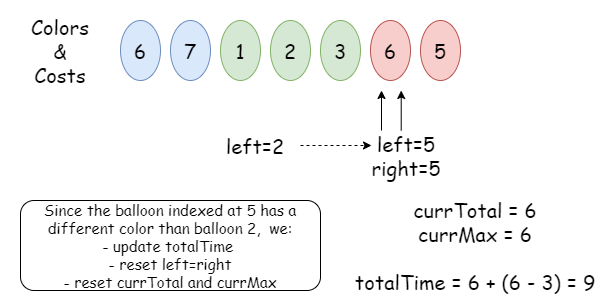 Colors
&
Costs
6 7 1 2 3 6 5
left=2
left=5
right=5
Since the balloon indexed at 5 has a
different color than balloon 2, we:
- update totalTime
- reset left=right
- reset currTotal and currMax
currTotal = 6
currMax = 6
totalTime = 6 + (6 - 3) = 9